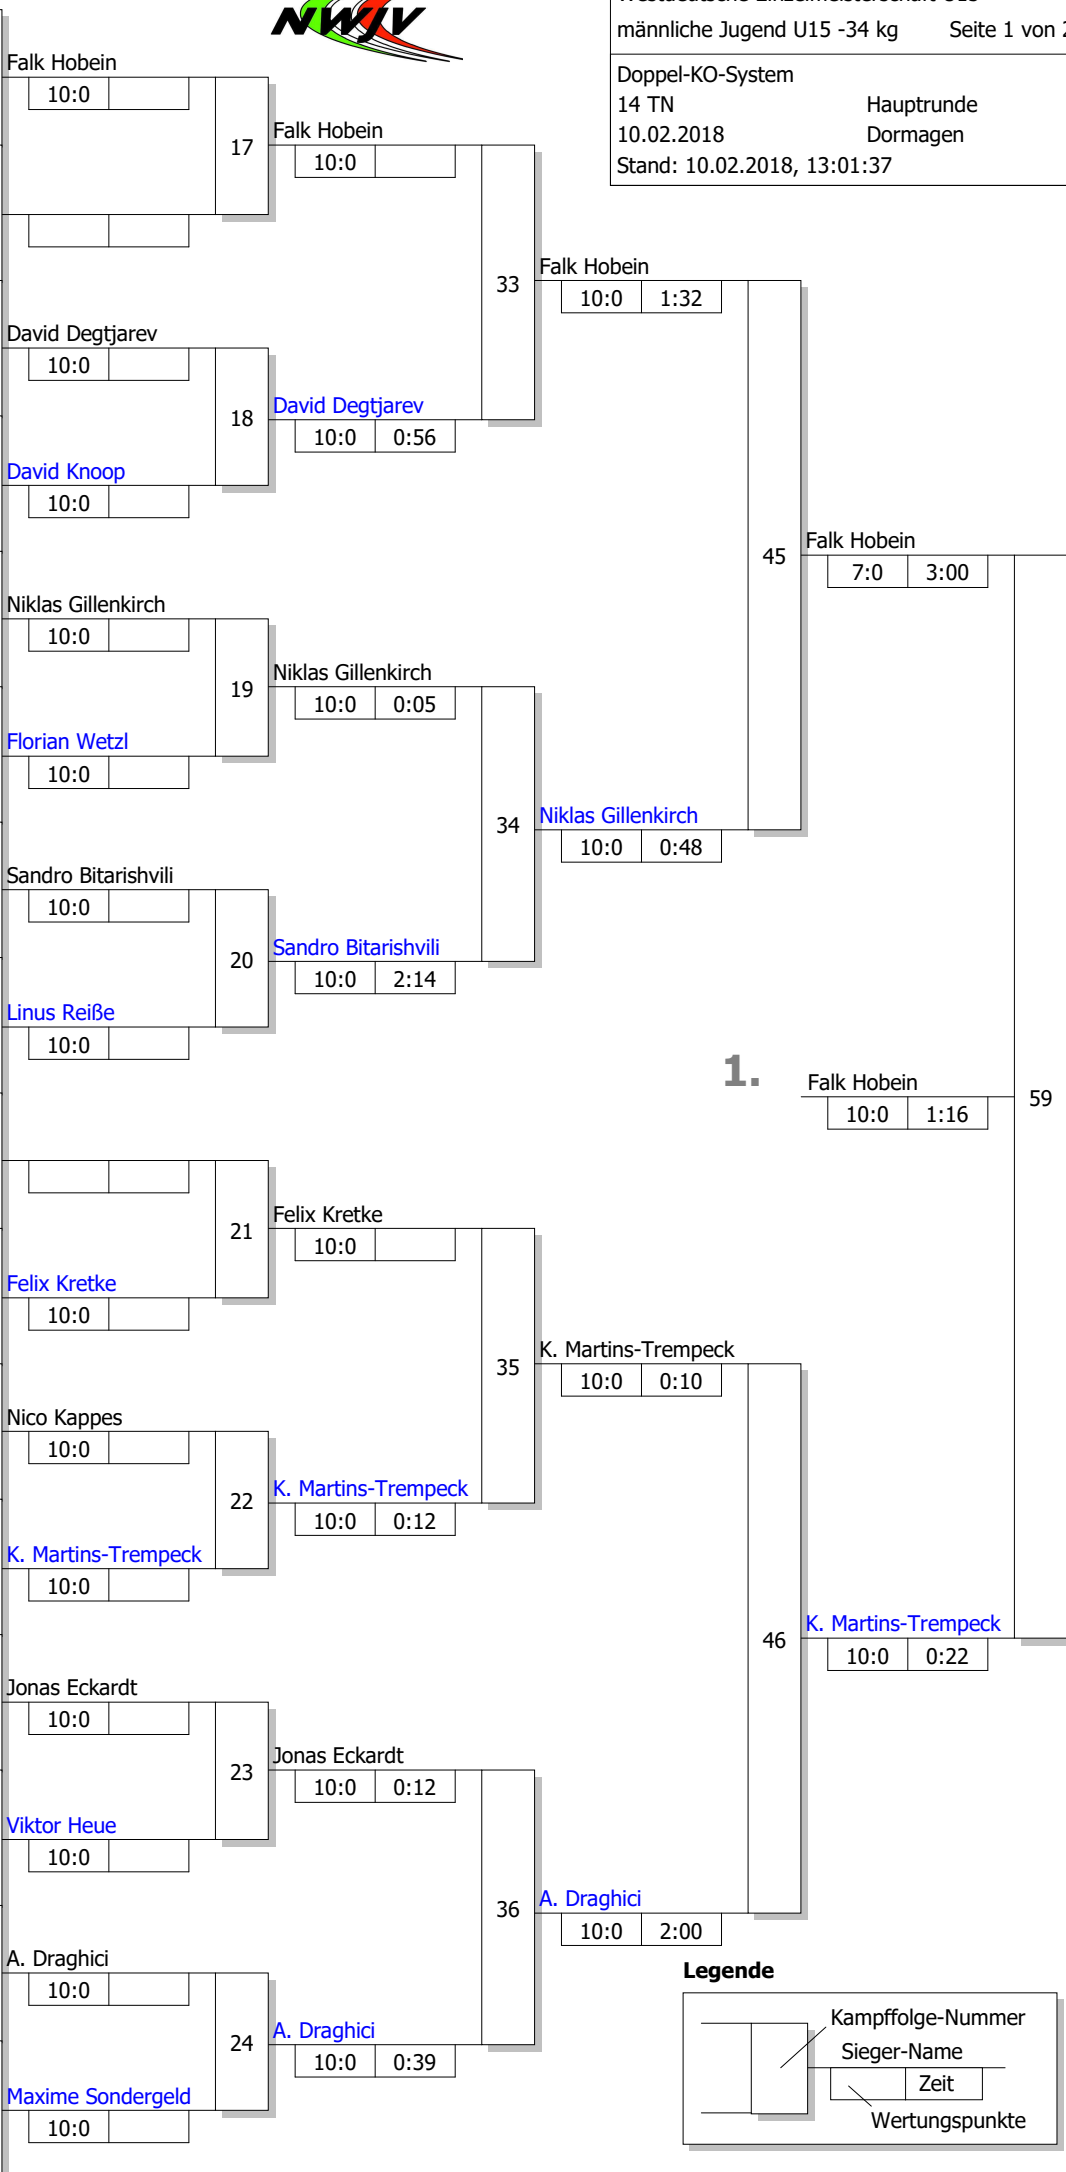 NWJV
männliche Jugend U15 -34 kg Seite 1 von 2
Doppel-KO-System
14 TN Hauptrunde
10.02.2018 Dormagen
Stand: 10.02.2018, 13:01:37
Falk Hobein
10:0
17
David Degtjarev
10:0
18
David Knoop
10:0
Niklas Gillenkirch
10:0
19
Florian Wetzl
10:0
Sandro Bitarishvili
10:0
20
Linus Reiße
10:0
21
Felix Kretke
10:0
Nico Kappes
10:0
22
K. Martins-Trempeck
10:0
Jonas Eckardt
10:0
23
Viktor Heue
10:0
A. Draghici
10:0
24
Maxime Sondergeld
10:0
Falk Hobein
10:0
33
David Degtjarev
10:0 0:56
Niklas Gillenkirch
10:0 0:05
34
Sandro Bitarishvili
10:0 2:14
Felix Kretke
10:0
35
K. Martins-Trempeck
10:0 0:12
Jonas Eckardt
10:0 0:12
36
A. Draghici
10:0 0:39
Falk Hobein
10:0 1:32
45
Niklas Gillenkirch
10:0 0:48
K. Martins-Trempeck
10:0 0:10
46
A. Draghici
10:0 2:00
Falk Hobein
7:0 3:00
59
K. Martins-Trempeck
10:0 0:22
1. Falk Hobein
10:0 1:16
Legende
Kampffolge-Nummer
Sieger-Name
Zeit
Wertungspunkte